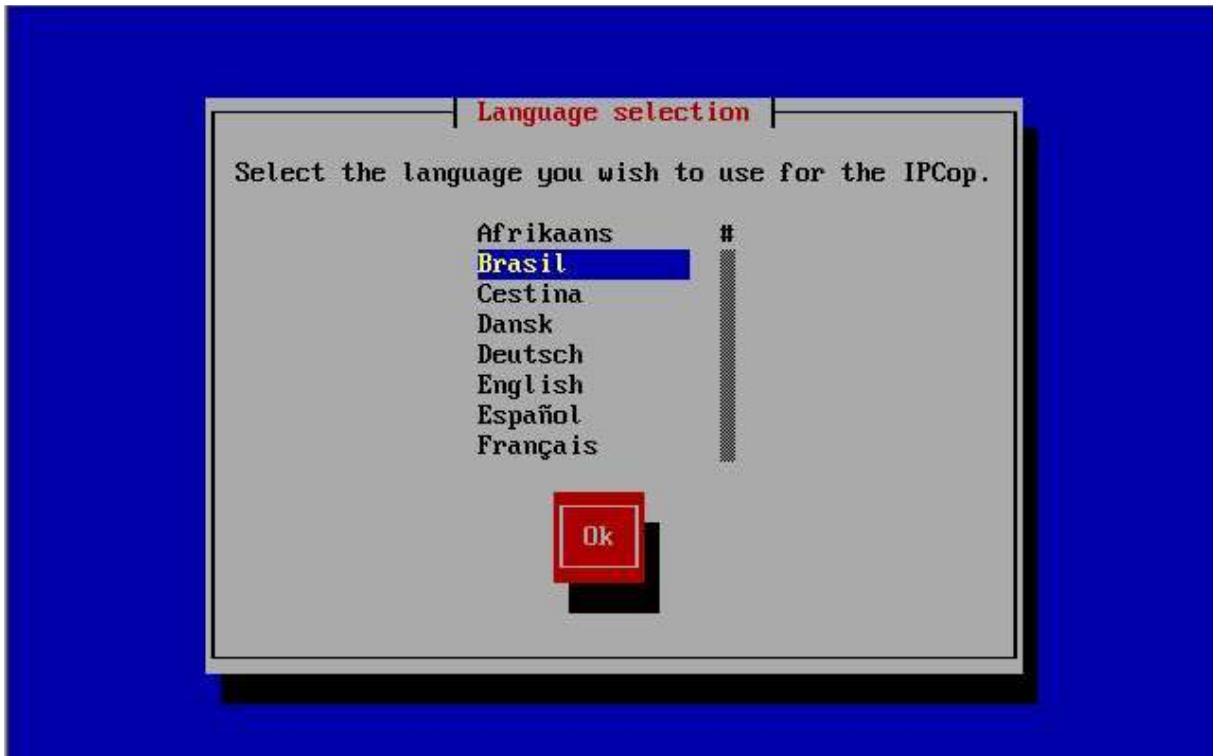 Language selection
Select the language you wish to use for the IPCop.
Afrikaans #
Brasil
Cestina
Dansk
Deutsch
English
Español
Français
Ok